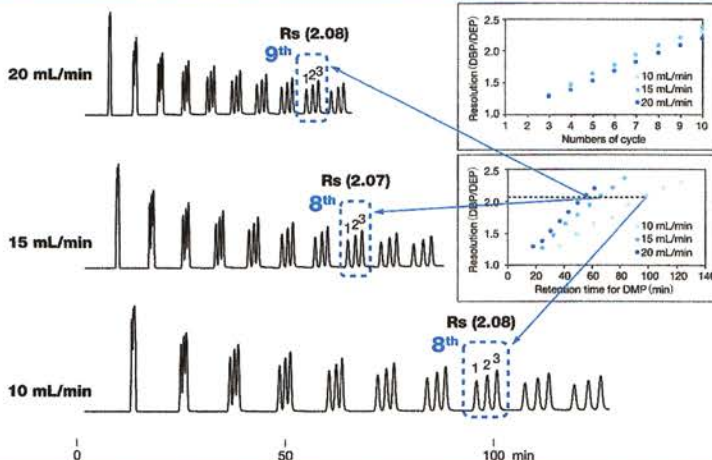 20 mL/min
Rs (2.08)
9th
1 2 3
15 mL/min
Rs (2.07)
8th
1 2 3
10 mL/min
Rs (2.08)
8th
1 2 3
0 50 100 min
Resolution (DBP/DEP)
2.5
2.0
1.5
1.0
10 mL/min
15 mL/min
20 mL/min
1 2 3 4 5 6 7 8 9 10
Numbers of cycle
Resolution (DBP/DEP)
2.5
2.0
1.5
1.0
10 mL/min
15 mL/min
20 mL/min
0 20 40 60 80 100 120 140
Retention time for DMP (min)